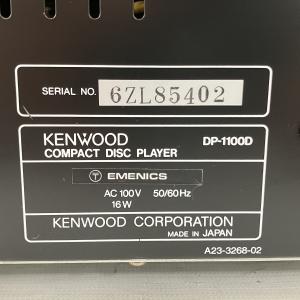 SERIAL NO. 6ZL85402
KENWOOD DP-1100D
COMPACT DISC PLAYER
T EMENICS
AC 100V 50/60Hz
16W
KENWOOD CORPORATION
MADE IN JAPAN
A23-3268-02